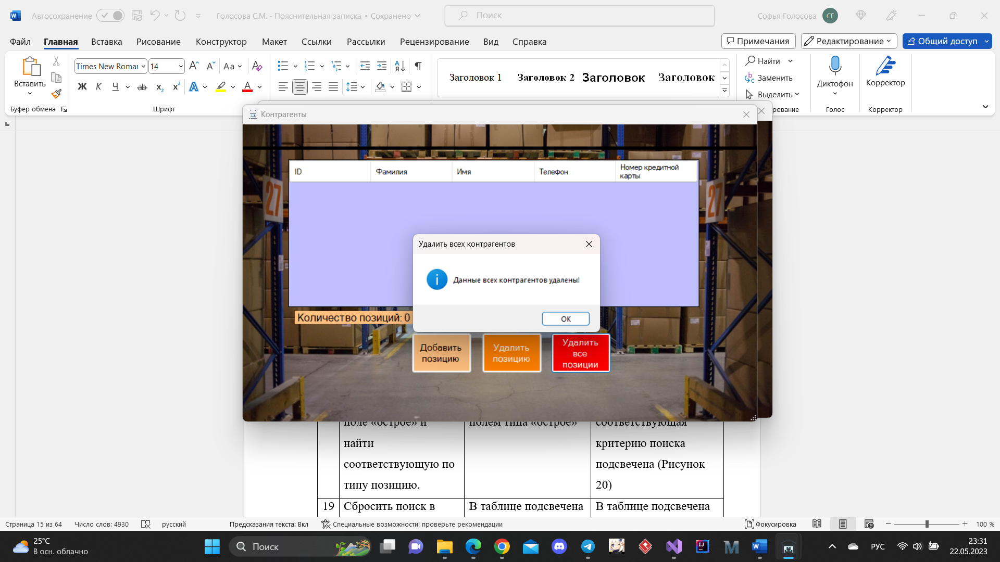 Автосохранение
Голосова С.М. - Пояснительная записка • Сохранено
Поиск
Софья Голосова
СГ
Файл
Главная
Вставка
Рисование
Конструктор
Макет
Ссылки
Рассылки
Рецензирование
Вид
Справка
Примечания
Редактирование
Общий доступ
Вставить
Буфер обмена
Times New Roman
14
Aa
Ж К Ч ab x₂ x² A A
Шрифт
Заголовок 1
Заголовок 2
Заголовок
Заголовок
Найти
Заменить
Выделить
рование
Диктофон
Голос
Корректор
Корректор
Контрагенты
ID
Фамилия
Имя
Телефон
Номер кредитной
карты
27
27
Удалить всех контрагентов
Данные всех контрагентов удалены!
ОК
Количество позиций: 0
Добавить
позицию
Удалить
позицию
Удалить
все
позиции
поле «острое» и
найти
соответствующую по
типу позицию.
полем типа «острое»
соответствующая
критерию поиска
подсвечена (Рисунок
20)
19
Сбросить поиск в
В таблице подсвечена
В таблице подсвечена
Страница 15 из 64
Число слов: 4930
русский
Предсказания текста: Вкл
Специальные возможности: проверьте рекомендации
Фокусировка
100 %
25°C
В осн. облачно
Поиск
РУС
23:31
22.05.2023